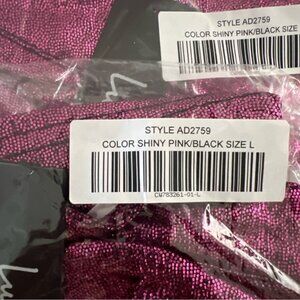 STYLE AD2759
COLOR SHINY PINK/BLACK SIZE
STYLE AD2759
COLOR SHINY PINK/BLACK SIZE L
CW783261-01-L